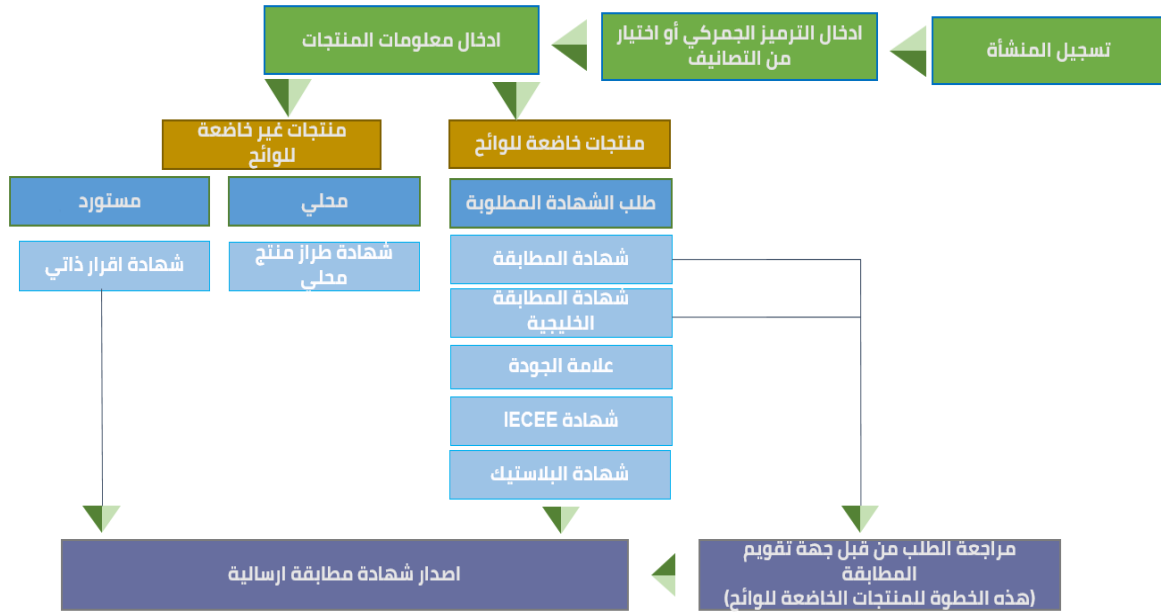 تسجيل المنشأة
ادخال الترميز الجمركي أو اختيار
من التصانيف
ادخال معلومات المنتجات
منتجات خاضعة للوائح
منتجات غير خاضعة
للوائح
طلب الشهادة المطلوبة
محلي
مستورد
شهادة المطابقة
شهادة طراز منتج
محلي
شهادة اقرار ذاتي
شهادة المطابقة
الخليجية
علامة الجودة
شهادة IECEE
شهادة البلاستيك
مراجعة الطلب من قبل جهة تقويم
المطابقة
(هذه الخطوة للمنتجات الخاضعة للوائح)
اصدار شهادة مطابقة ارسالية